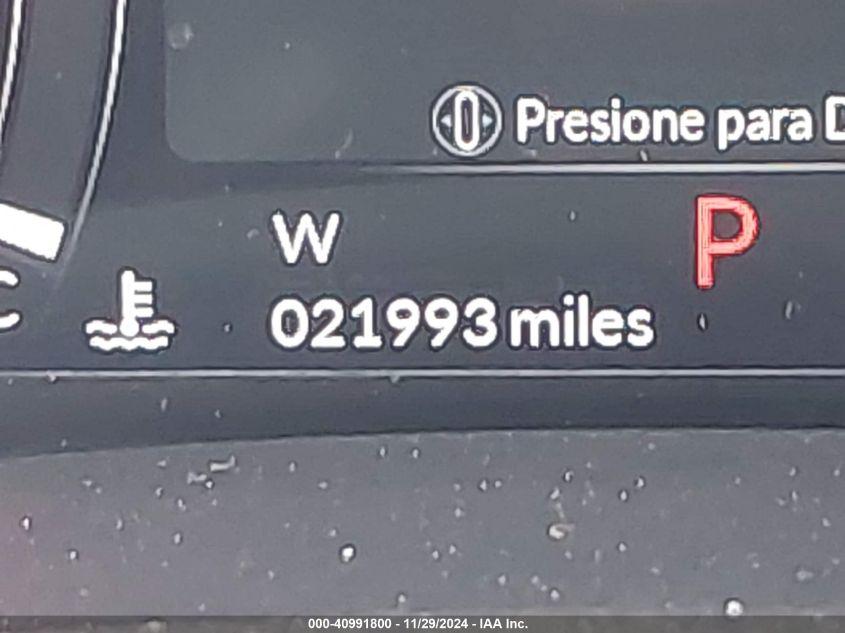 Presione para
W
P
C
021993 miles
000-40991800 - 11/29/2024 - IAA Inc.